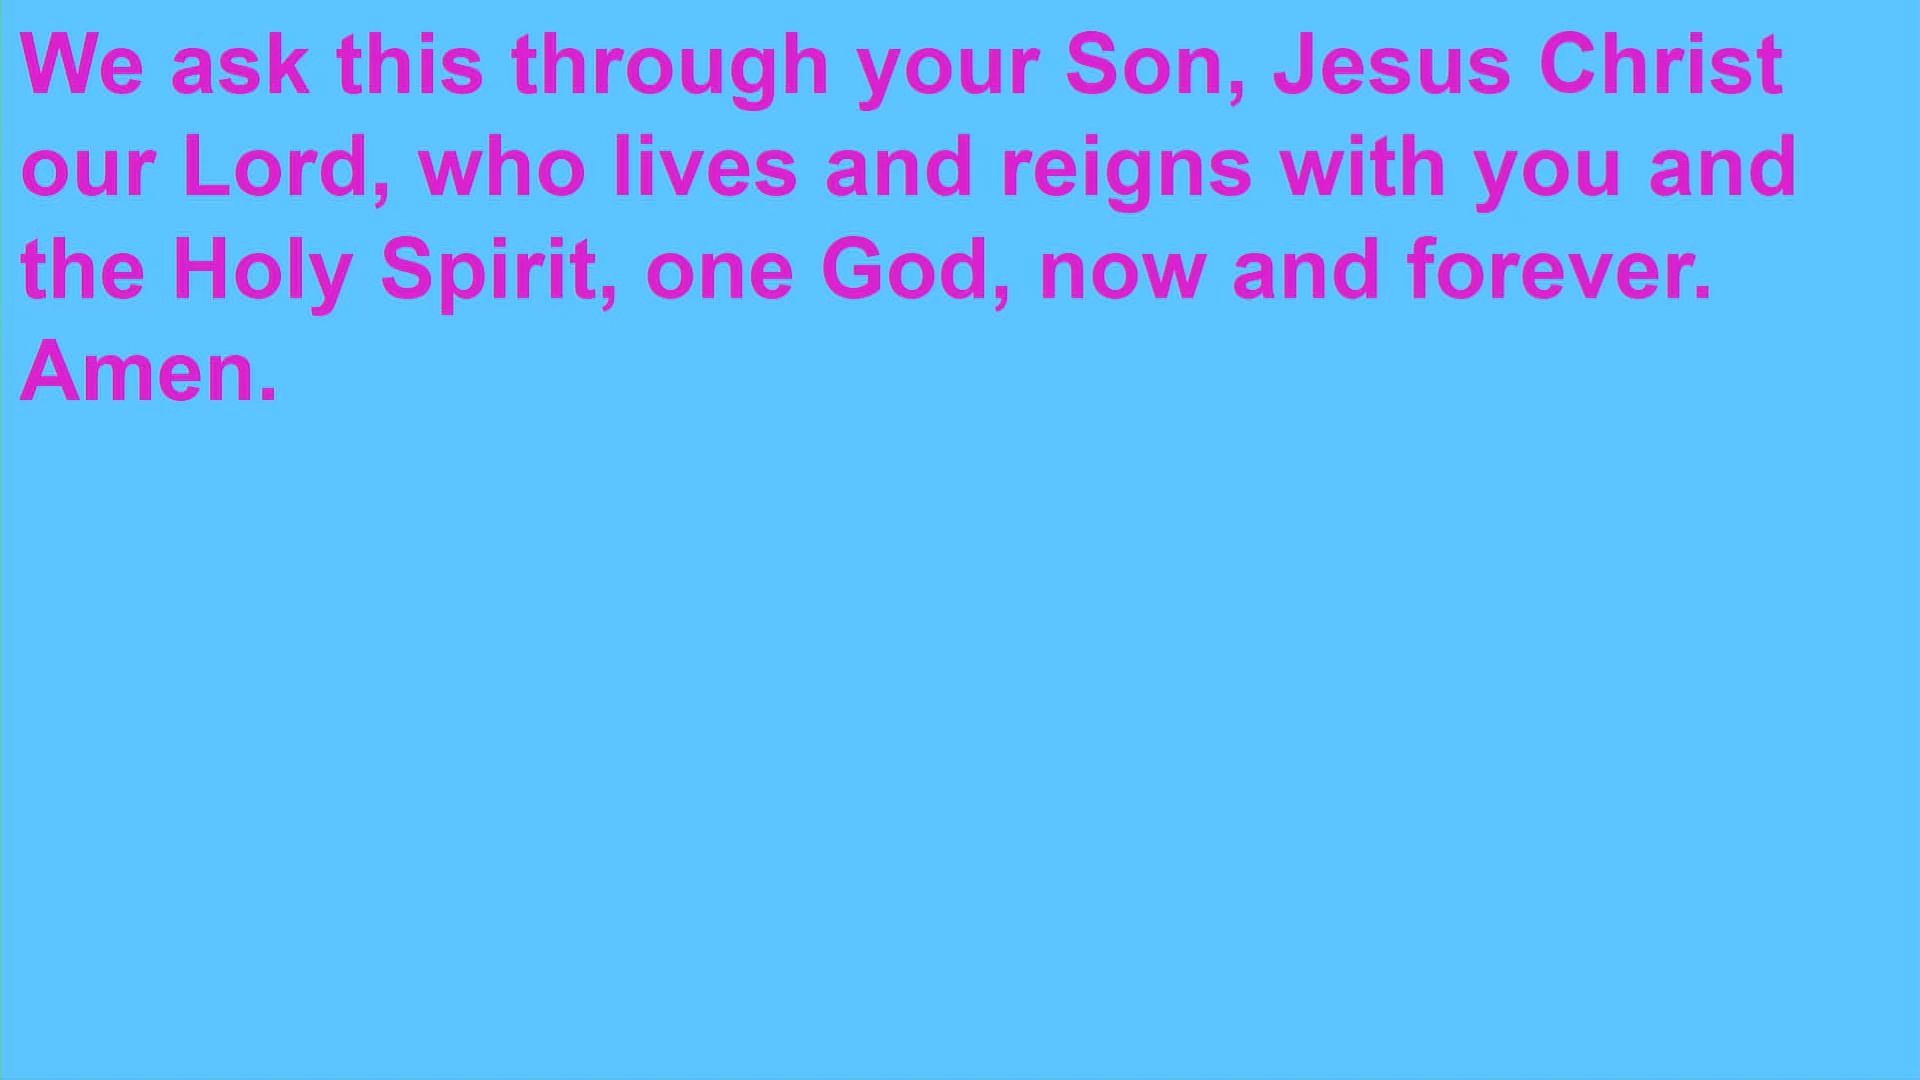 We ask this through your Son, Jesus Christ
our Lord, who lives and reigns with you and
the Holy Spirit, one God, now and forever.
Amen.